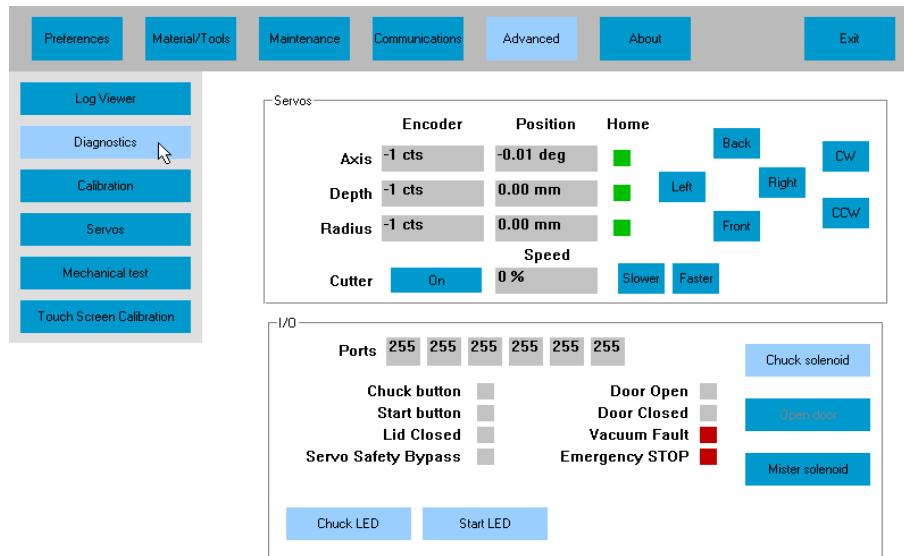 Preferences Material/Tools Maintenance Communications Advanced About Exit
Log Viewer
Diagnostics
Calibration
Servos
Mechanical test
Touch Screen Calibration
Servos
Encoder Position Home
Axis -1 cts -0.01 deg
Depth -1 cts 0.00 mm
Radius -1 cts 0.00 mm
Speed
Cutter On 0 % Slower Faster
Back
Left Right
Front
CW
CCW
I/O
Ports 255 255 255 255 255 255
Chuck button Door Open
Start button Door Closed
Lid Closed Vacuum Fault
Servo Safety Bypass Emergency STOP
Chuck solenoid
Open door
Mister solenoid
Chuck LED Start LED